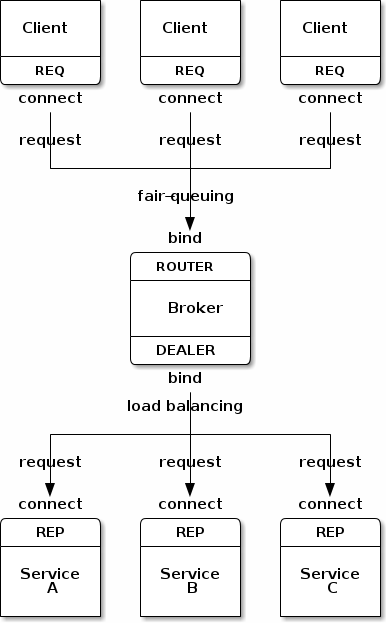 Client Client Client
REQ REQ REQ
connect connect connect
request request request
fair-queuing
bind
ROUTER
Broker
DEALER
bind
load balancing
request request request
connect connect connect
REP REP REP
Service Service Service
A B C